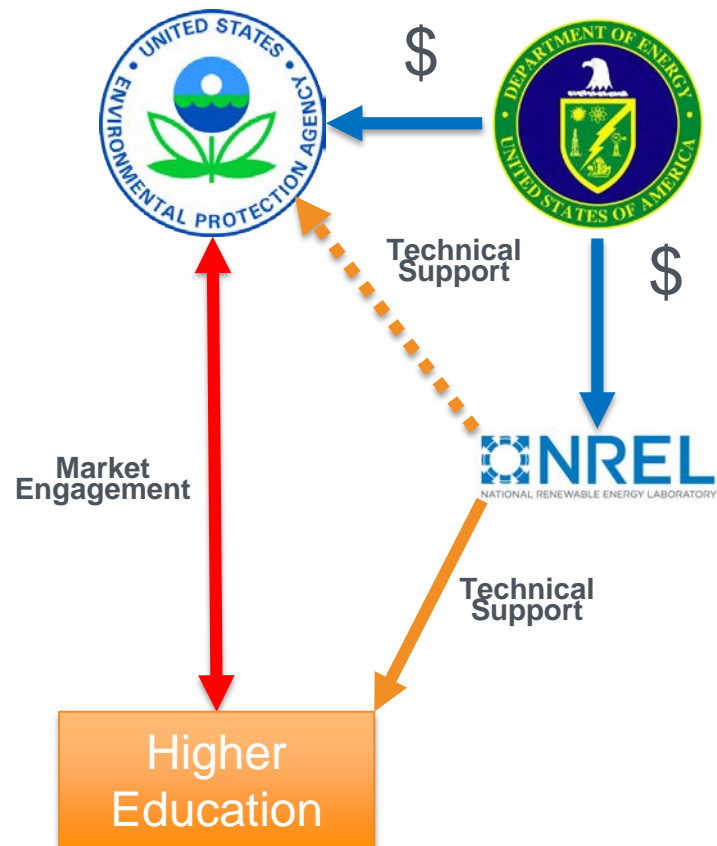 • UNITED STATES •
ENVIRONMENTAL PROTECTION AGENCY
$
• DEPARTMENT OF ENERGY •
UNITED STATES OF AMERICA
Technical
Support
$
NREL
NATIONAL RENEWABLE ENERGY LABORATORY
Market
Engagement
Technical
Support
Higher
Education